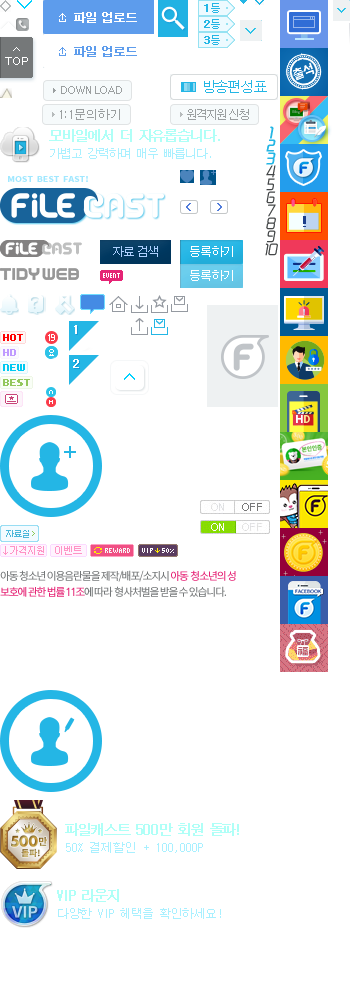 파일 업로드
1등
2등
3등
TOP
파일 업로드
DOWN LOAD
방송편성표
1:1문의하기
원격지원신청
출석
모바일에서 더 자유롭습니다.
가볍고 강력하며 매우 빠릅니다.
MOST BEST FAST!
FiLECAST
1
2
3
4
5
6
7
8
9
10
FiLECAST
자료 검색
등록하기
TIDYWEB
EVENT
등록하기
HOT
19
1
HD
NEW
2
BEST
HD
본인인증
ON OFF
ON OFF
자료실
↓가격지원
이벤트
REWARD
VIP↓50%
아동 청소년 이용음란물을 제작/배포/소지시 아동 청소년의 성
보호에 관한 법률 11조에 따라 형사처벌을 받을 수 있습니다.
FACEBOOK
福
500만
돌파!
파일캐스트 500만 회원 돌파!
50% 결제할인 + 100,000P
VIP
VIP 라운지
다양한 VIP 혜택을 확인하세요!